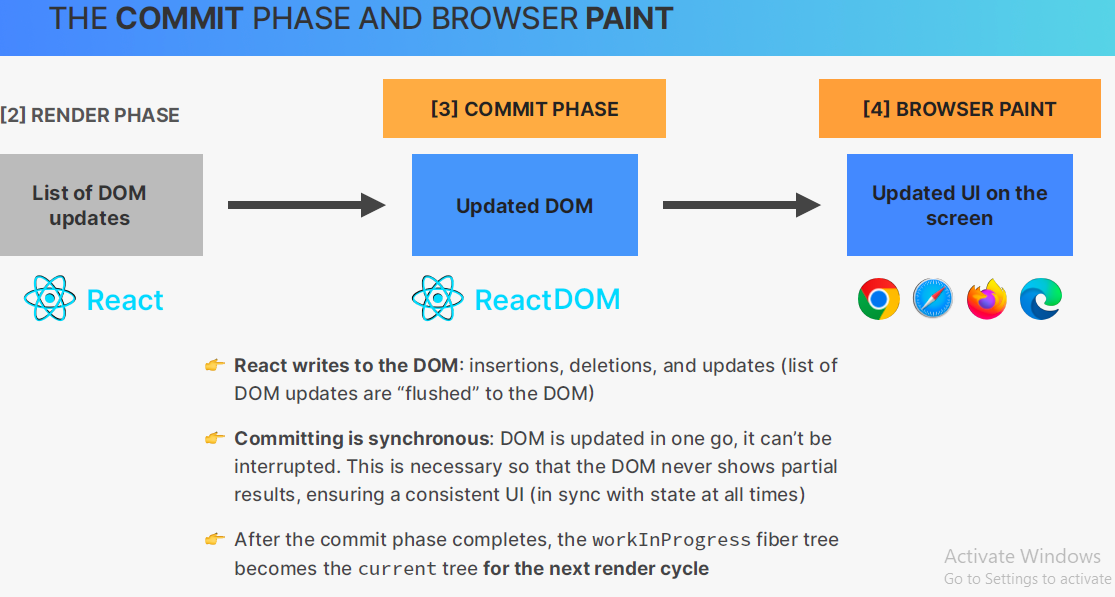 THE COMMIT PHASE AND BROWSER PAINT
[2] RENDER PHASE
[3] COMMIT PHASE
[4] BROWSER PAINT
List of DOM
updates
Updated DOM
Updated UI on the
screen
React
ReactDOM
👉 React writes to the DOM: insertions, deletions, and updates (list of
DOM updates are “flushed” to the DOM)
👉 Committing is synchronous: DOM is updated in one go, it can’t be
interrupted. This is necessary so that the DOM never shows partial
results, ensuring a consistent UI (in sync with state at all times)
👉 After the commit phase completes, the workInProgress fiber tree
becomes the current tree for the next render cycle
Activate Windows
Go to Settings to activate